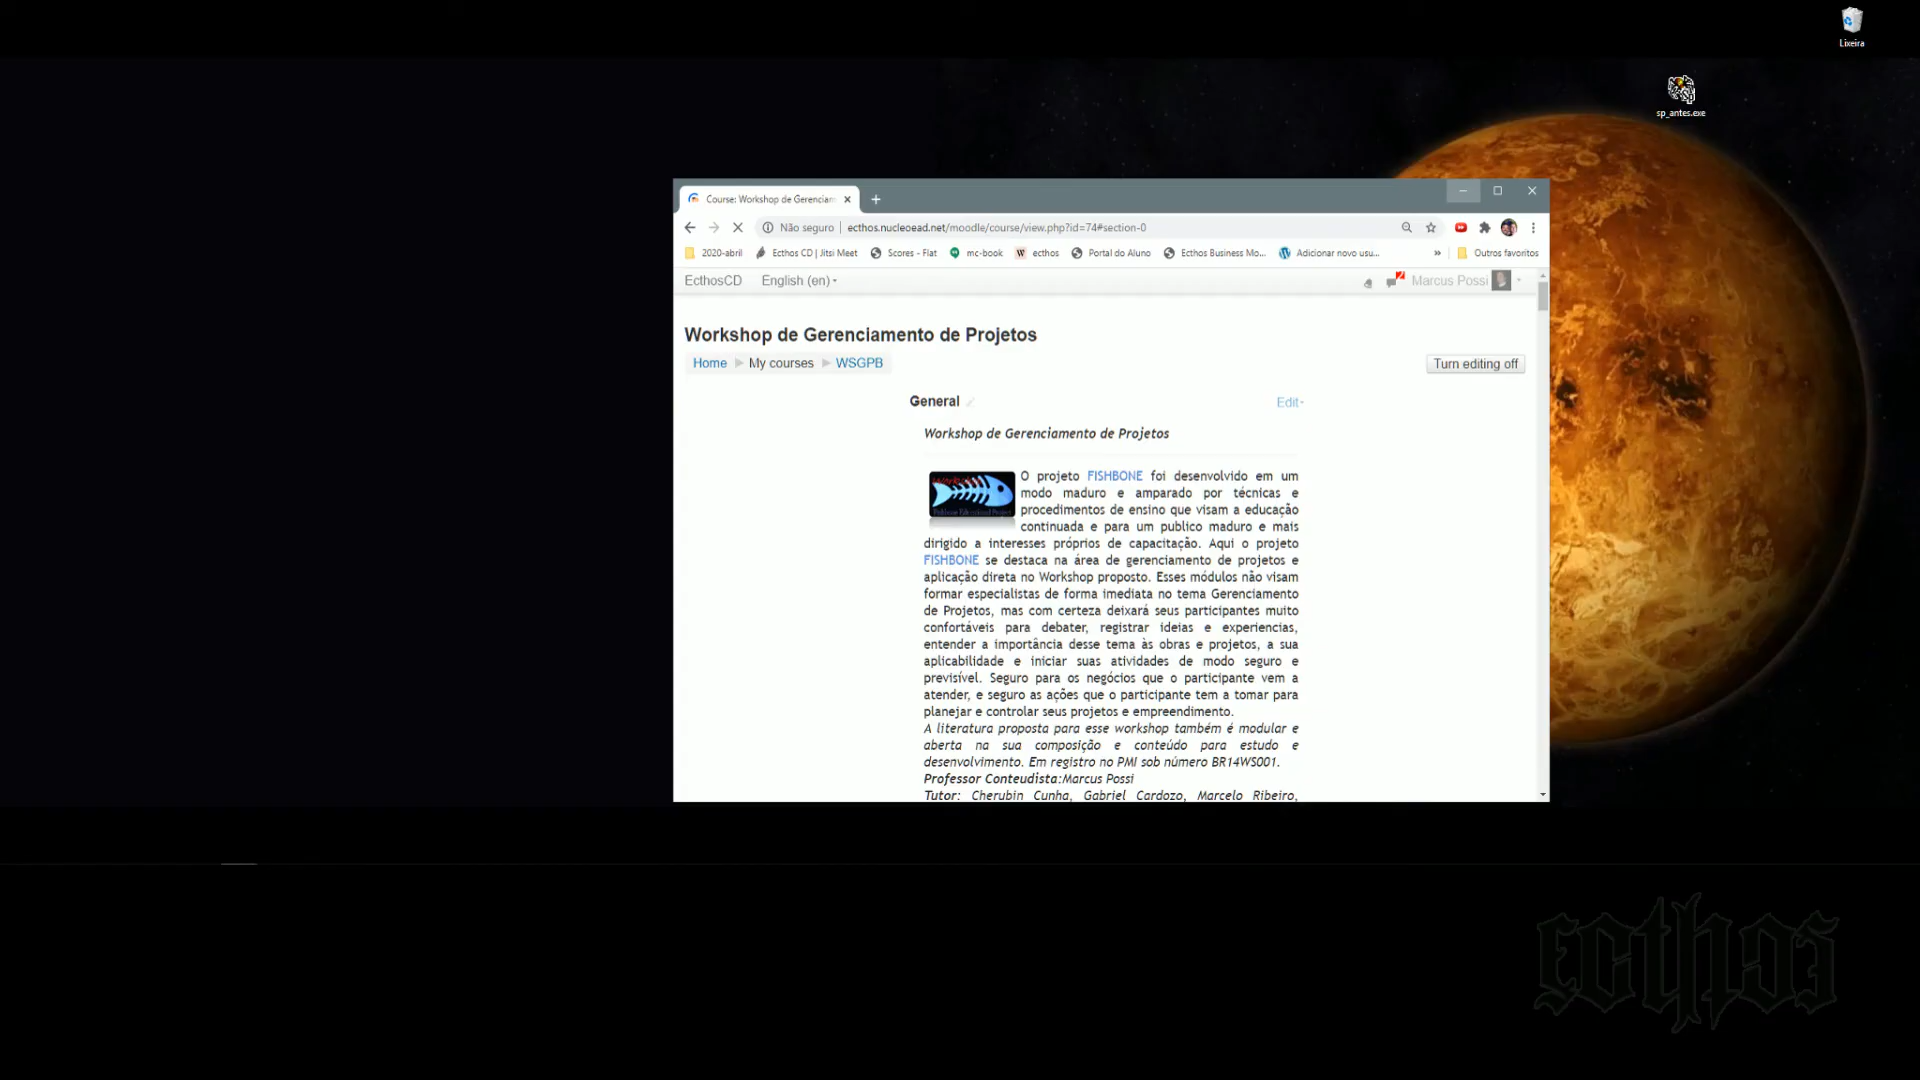 Lixeira
sp_antes.exe
Course: Workshop de Gerenciam
Não seguro
ecthos.nucleoead.net/moodle/course/view.php?id=74#section-0
2020-abril
Ecthos CD | Jitsi Meet
Scores - Fiat
mc-book
ecthos
Portal do Aluno
Ecthos Business Mo...
Adicionar novo usu...
»
Outros favoritos
EcthosCD
English (en)
Marcus Possi
Workshop de Gerenciamento de Projetos
Home
My courses
WSGPB
Turn editing off
General
Edit
Workshop de Gerenciamento de Projetos
O projeto FISHBONE foi desenvolvido em um
modo maduro e amparado por técnicas e
procedimentos de ensino que visam a educação
continuada e para um publico maduro e mais
dirigido a interesses próprios de capacitação. Aqui o projeto
FISHBONE se destaca na área de gerenciamento de projetos e
aplicação direta no Workshop proposto. Esses módulos não visam
formar especialistas de forma imediata no tema Gerenciamento
de Projetos, mas com certeza deixará seus participantes muito
confortáveis para debater, registrar ideias e experiencias,
entender a importância desse tema às obras e projetos, a sua
aplicabilidade e iniciar suas atividades de modo seguro e
previsível. Seguro para os negócios que o participante vem a
atender, e seguro as ações que o participante tem a tomar para
planejar e controlar seus projetos e empreendimento.
A literatura proposta para esse workshop também é modular e
aberta na sua composição e conteúdo para estudo e
desenvolvimento. Em registro no PMI sob número BR14WS001.
Professor Conteudista:Marcus Possi
Tutor: Cherubin Cunha, Gabriel Cardozo, Marcelo Ribeiro,
Ecthos